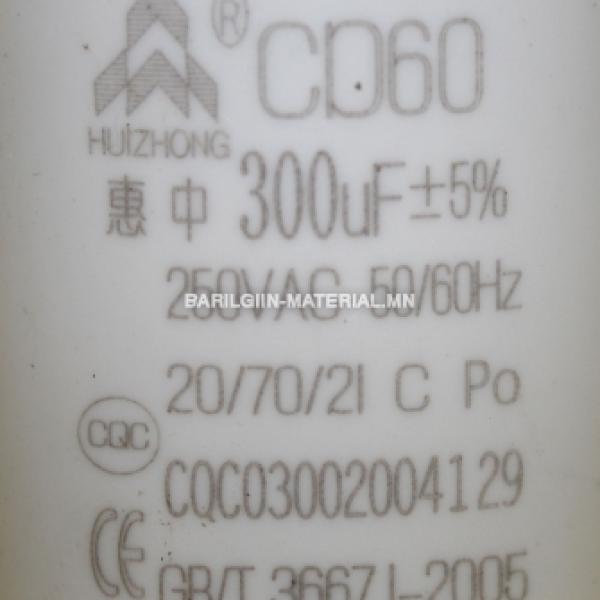 ® CD60
HUIZHONG
惠中 300uF±5%
250VAC 50/60Hz
BARILGIIN-MATERIAL.MN
20/70/21 C Po
CQC CQC03002004129
CE GB/T 3667.1-2005